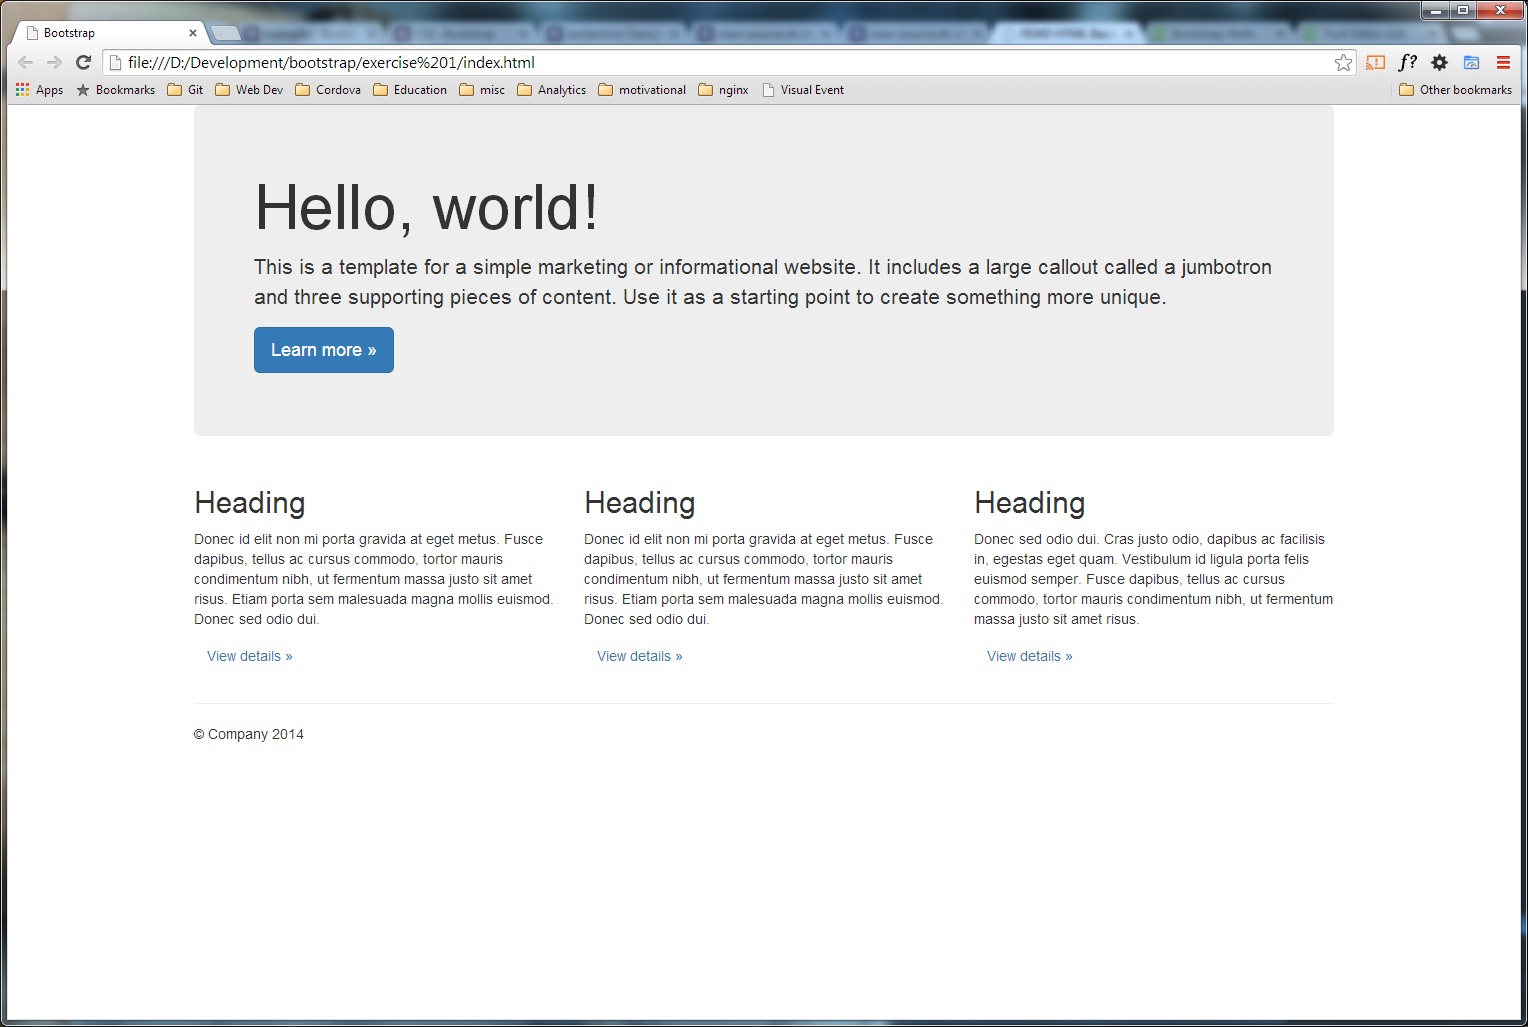 Bootstrap
file:///D:/Development/bootstrap/exercise%201/index.html
f?
Apps Bookmarks Git Web Dev Cordova Education misc Analytics motivational nginx Visual Event Other bookmarks
Hello, world!
This is a template for a simple marketing or informational website. It includes a large callout called a jumbotron
and three supporting pieces of content. Use it as a starting point to create something more unique.
Learn more »
Heading
Donec id elit non mi porta gravida at eget metus. Fusce
dapibus, tellus ac cursus commodo, tortor mauris
condimentum nibh, ut fermentum massa justo sit amet
risus. Etiam porta sem malesuada magna mollis euismod.
Donec sed odio dui.
View details »
Heading
Donec id elit non mi porta gravida at eget metus. Fusce
dapibus, tellus ac cursus commodo, tortor mauris
condimentum nibh, ut fermentum massa justo sit amet
risus. Etiam porta sem malesuada magna mollis euismod.
Donec sed odio dui.
View details »
Heading
Donec sed odio dui. Cras justo odio, dapibus ac facilisis
in, egestas eget quam. Vestibulum id ligula porta felis
euismod semper. Fusce dapibus, tellus ac cursus
commodo, tortor mauris condimentum nibh, ut fermentum
massa justo sit amet risus.
View details »
© Company 2014